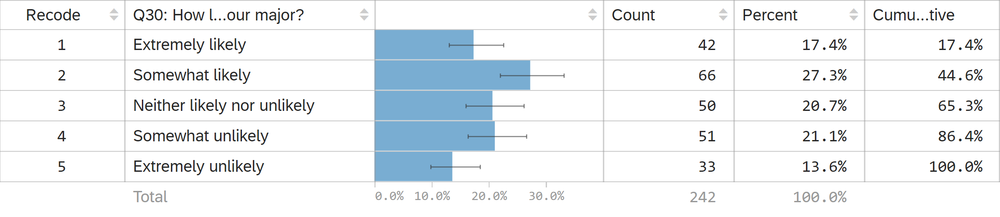 Recode Q30: How l...our major? Count Percent Cumu...tive
1 Extremely likely 42 17.4% 17.4%
2 Somewhat likely 66 27.3% 44.6%
3 Neither likely nor unlikely 50 20.7% 65.3%
4 Somewhat unlikely 51 21.1% 86.4%
5 Extremely unlikely 33 13.6% 100.0%
Total 0.0% 10.0% 20.0% 30.0% 242 100.0%